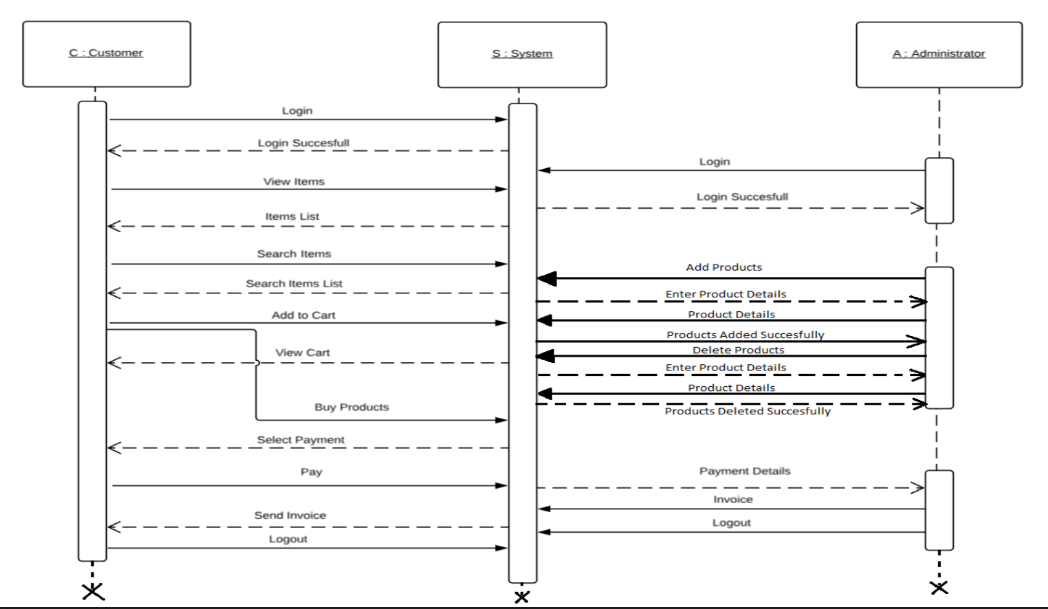 C : Customer
S : System
A : Administrator
Login
Login Succesfull
Login
View Items
Login Succesfull
Items List
Search Items
Add Products
Search Items List
Enter Product Details
Add to Cart
Product Details
Products Added Succesfully
View Cart
Delete Products
Enter Product Details
Product Details
Buy Products
Products Deleted Succesfully
Select Payment
Pay
Payment Details
Invoice
Send Invoice
Logout
Logout